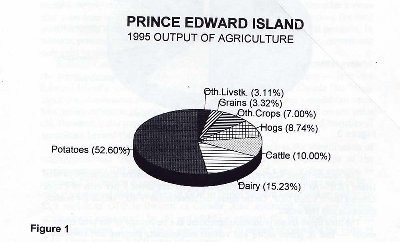 PRINCE EDWARD ISLAND
1995 OUTPUT OF AGRICULTURE
Oth.Livstk. (3.11%)
Grains (3.32%)
Oth.Crops (7.00%)
Hogs (8.74%)
Potatoes (52.60%)
Cattle (10.00%)
Dairy (15.23%)
Figure 1